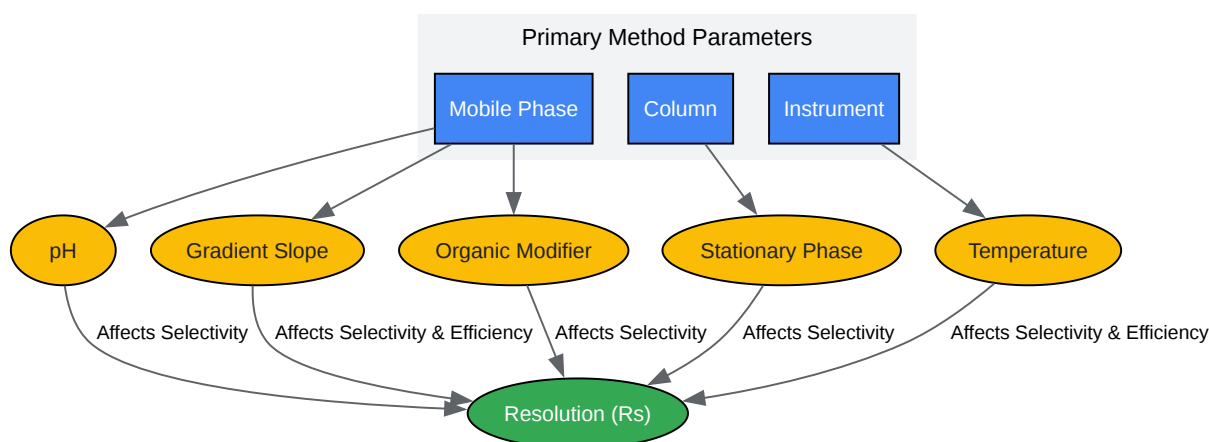 Primary Method Parameters
Mobile Phase
Column
Instrument
pH
Gradient Slope
Organic Modifier
Stationary Phase
Temperature
Affects Selectivity
Affects Selectivity & Efficiency
Affects Selectivity
Affects Selectivity
Affects Selectivity & Efficiency
Resolution (Rs)